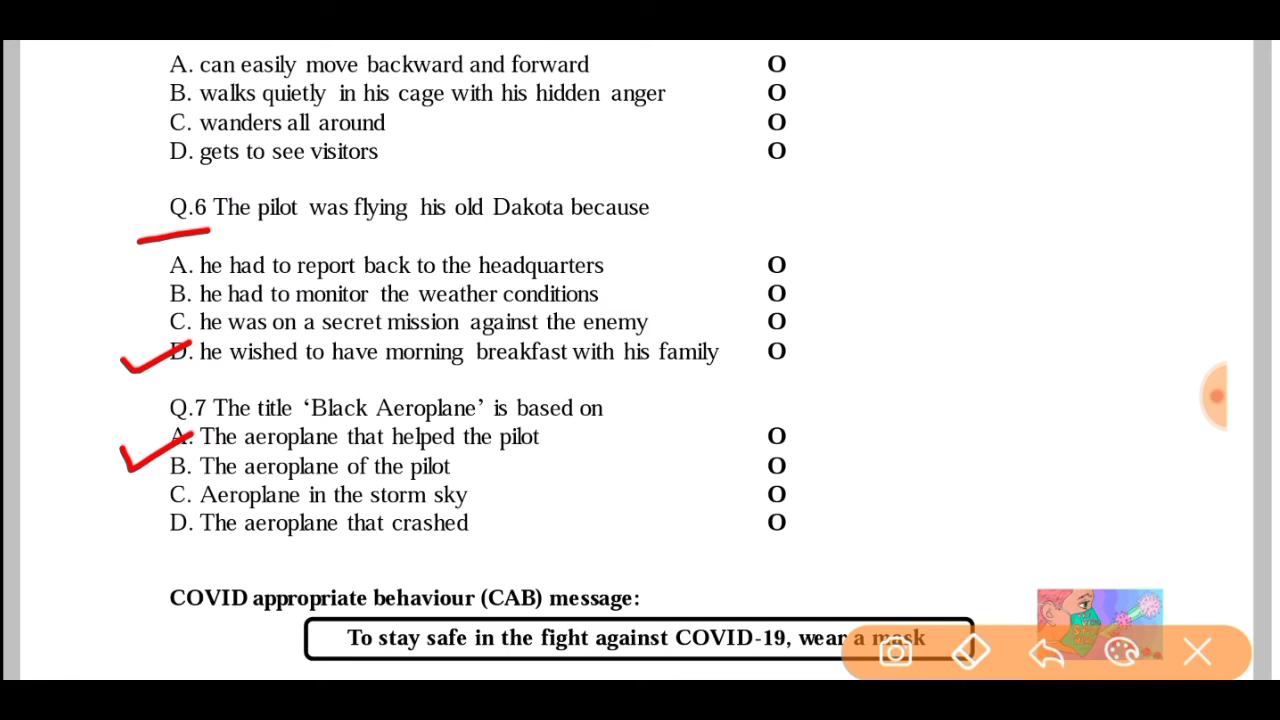 A. can easily move backward and forward O
B. walks quietly in his cage with his hidden anger O
C. wanders all around O
D. gets to see visitors O
Q.6 The pilot was flying his old Dakota because
A. he had to report back to the headquarters O
B. he had to monitor the weather conditions O
C. he was on a secret mission against the enemy O
D. he wished to have morning breakfast with his family O
Q.7 The title ‘Black Aeroplane’ is based on
A. The aeroplane that helped the pilot O
B. The aeroplane of the pilot O
C. Aeroplane in the storm sky O
D. The aeroplane that crashed O
COVID appropriate behaviour (CAB) message:
To stay safe in the fight against COVID-19, wear a mask